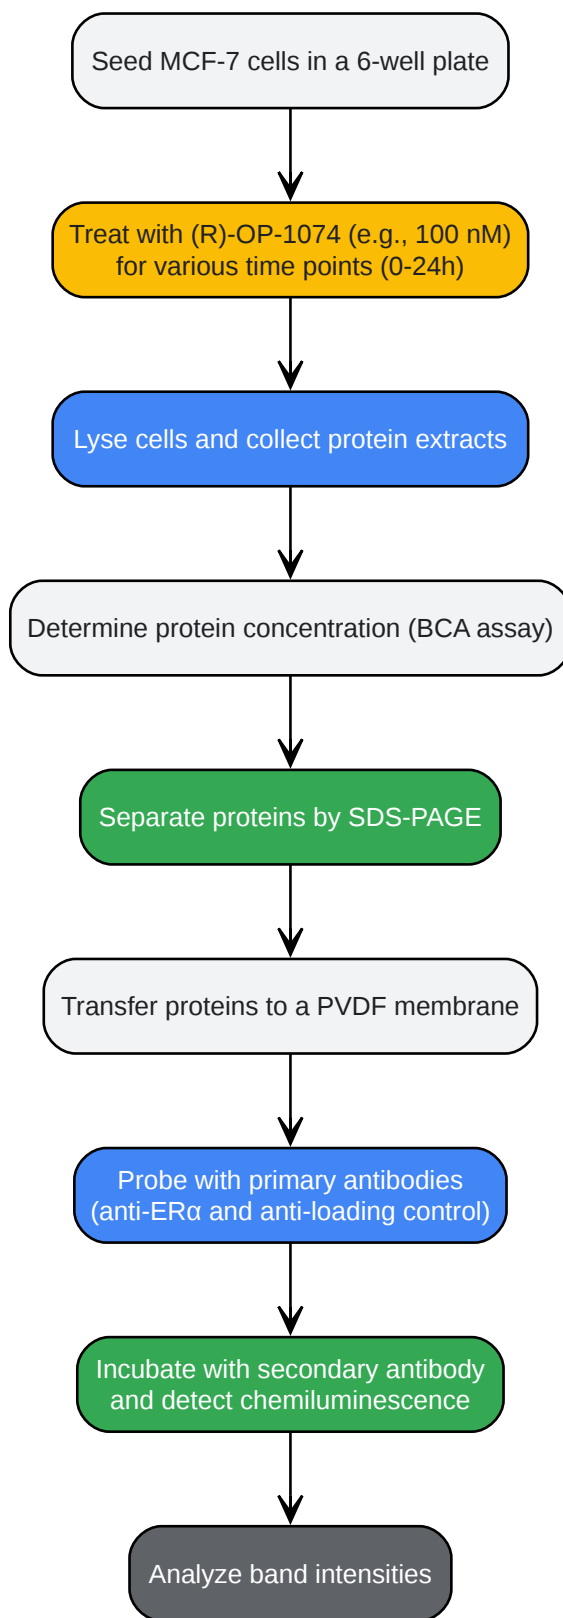 Seed MCF-7 cells in a 6-well plate
Treat with (R)-OP-1074 (e.g., 100 nM)
for various time points (0-24h)
Lyse cells and collect protein extracts
Determine protein concentration (BCA assay)
Separate proteins by SDS-PAGE
Transfer proteins to a PVDF membrane
Probe with primary antibodies
(anti-ERα and anti-loading control)
Incubate with secondary antibody
and detect chemiluminescence
Analyze band intensities